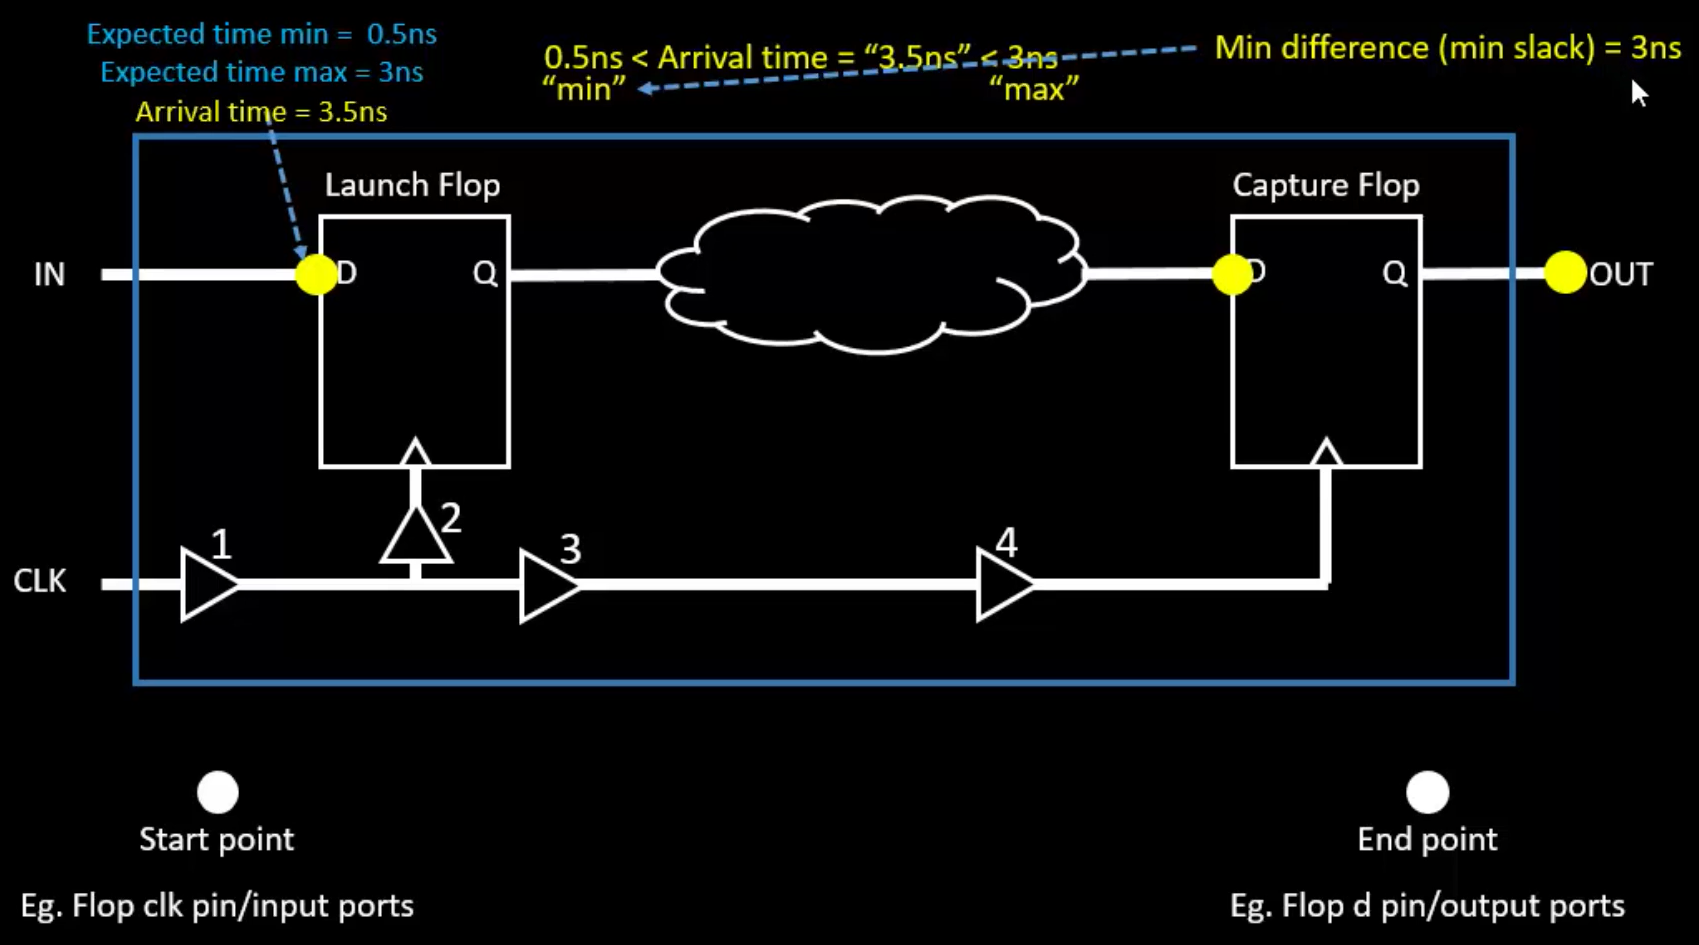 Expected time min =  0.5ns
Expected time max = 3ns
Arrival time = 3.5ns
0.5ns < Arrival time = “3.5ns” < 3ns
“min”
“max”
Min difference (min slack) = 3ns
Launch Flop
Capture Flop
IN
D
Q
D
Q
OUT
1
2
3
4
CLK
Start point
End point
Eg. Flop clk pin/input ports
Eg. Flop d pin/output ports